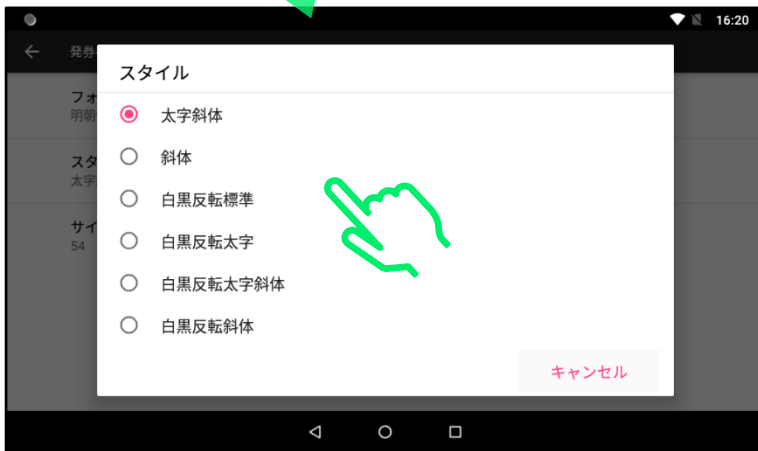 16:20
発券
スタイル
フォ
明朝
太字斜体
スタ
太字
斜体
白黒反転標準
サイ
54
白黒反転太字
白黒反転太字斜体
白黒反転斜体
キャンセル